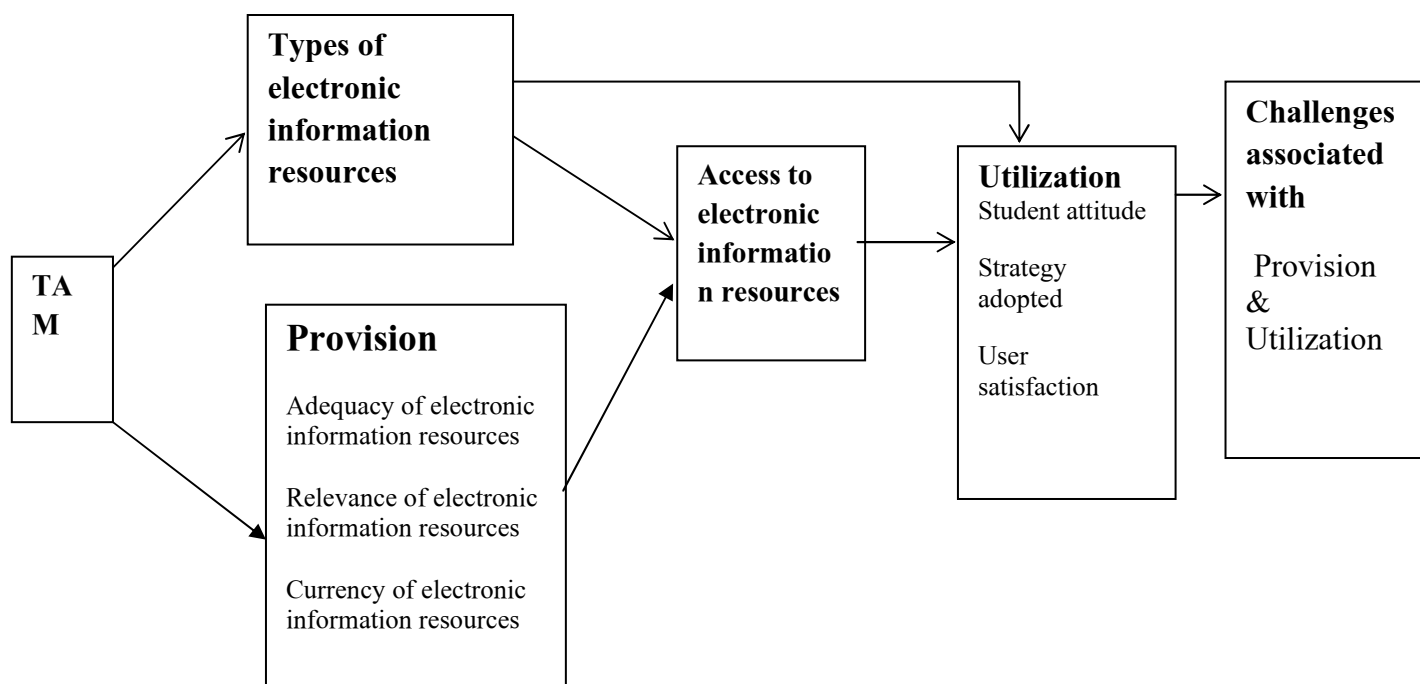 Types of
electronic
information
resources
TA
M
Provision
Adequacy of electronic
information resources
Relevance of electronic
information resources
Currency of electronic
information resources
Access to
electronic
informatio
n resources
Utilization
Student attitude
Strategy
adopted
User
satisfaction
Challenges
associated
with
Provision
&
Utilization